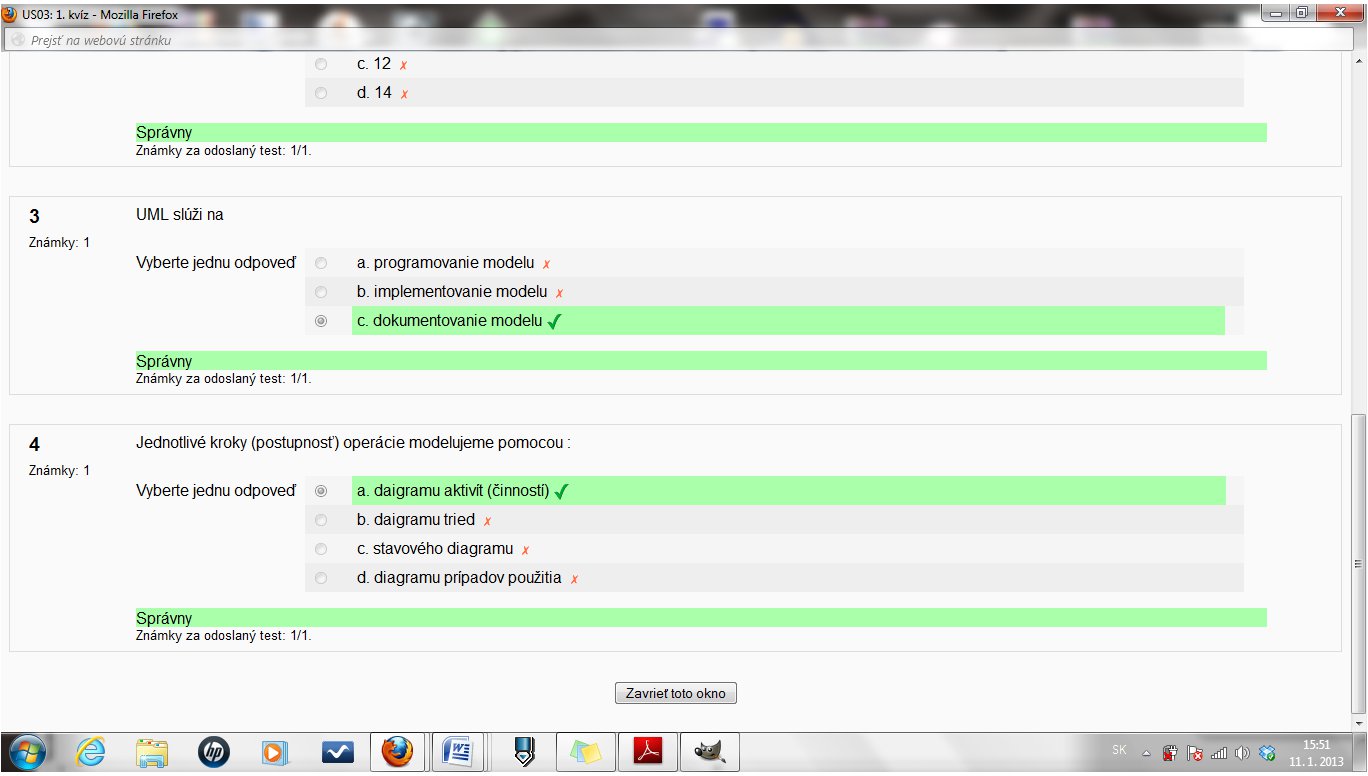 US03: 1. kvíz - Mozilla Firefox
Prejsť na webovú stránku
c. 12 ✗
d. 14 ✗
Správny
Známky za odoslaný test: 1/1.
3
UML slúži na
Známky: 1
Vyberte jednu odpoveď
a. programovanie modelu ✗
b. implementovanie modelu ✗
c. dokumentovanie modelu ✓
Správny
Známky za odoslaný test: 1/1.
4
Jednotlivé kroky (postupnosť) operácie modelujeme pomocou :
Známky: 1
Vyberte jednu odpoveď
a. daigramu aktivít (činností) ✓
b. daigramu tried ✗
c. stavového diagramu ✗
d. diagramu prípadov použitia ✗
Správny
Známky za odoslaný test: 1/1.
Zavrieť toto okno
hp
W
SK
15:51
11. 1. 2013